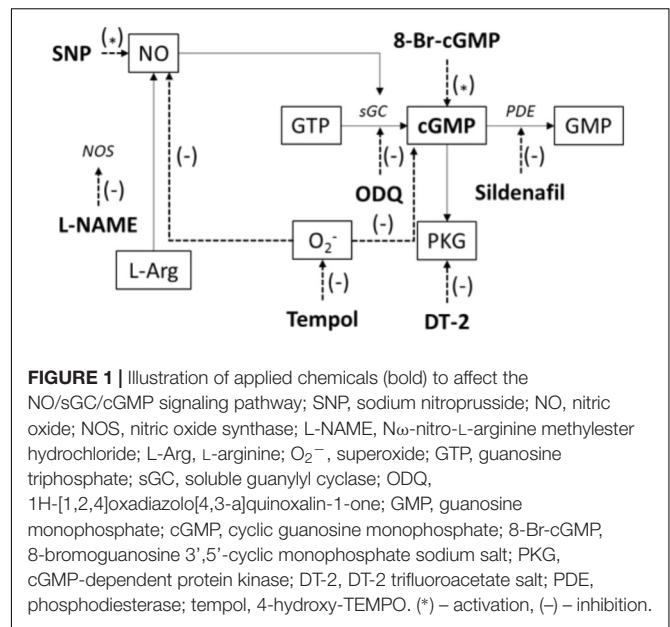 SNP (*) NO
8-Br-cGMP
(*)
GTP sGC cGMP PDE GMP
NOS (-) (-) (-)
(-) ODQ Sildenafil
L-NAME (-)
O₂⁻ PKG
L-Arg
(-) (-)
Tempol DT-2
FIGURE 1 | Illustration of applied chemicals (bold) to affect the
NO/sGC/cGMP signaling pathway; SNP, sodium nitroprusside; NO, nitric
oxide; NOS, nitric oxide synthase; L-NAME, Nω-nitro-L-arginine methylester
hydrochloride; L-Arg, L-arginine; O₂⁻, superoxide; GTP, guanosine
triphosphate; sGC, soluble guanylyl cyclase; ODQ,
1H-[1,2,4]oxadiazolo[4,3-a]quinoxalin-1-one; GMP, guanosine
monophosphate; cGMP, cyclic guanosine monophosphate; 8-Br-cGMP,
8-bromoguanosine 3’,5’-cyclic monophosphate sodium salt; PKG,
cGMP-dependent protein kinase; DT-2, DT-2 trifluoroacetate salt; PDE,
phosphodiesterase; tempol, 4-hydroxy-TEMPO. (*) – activation, (–) – inhibition.